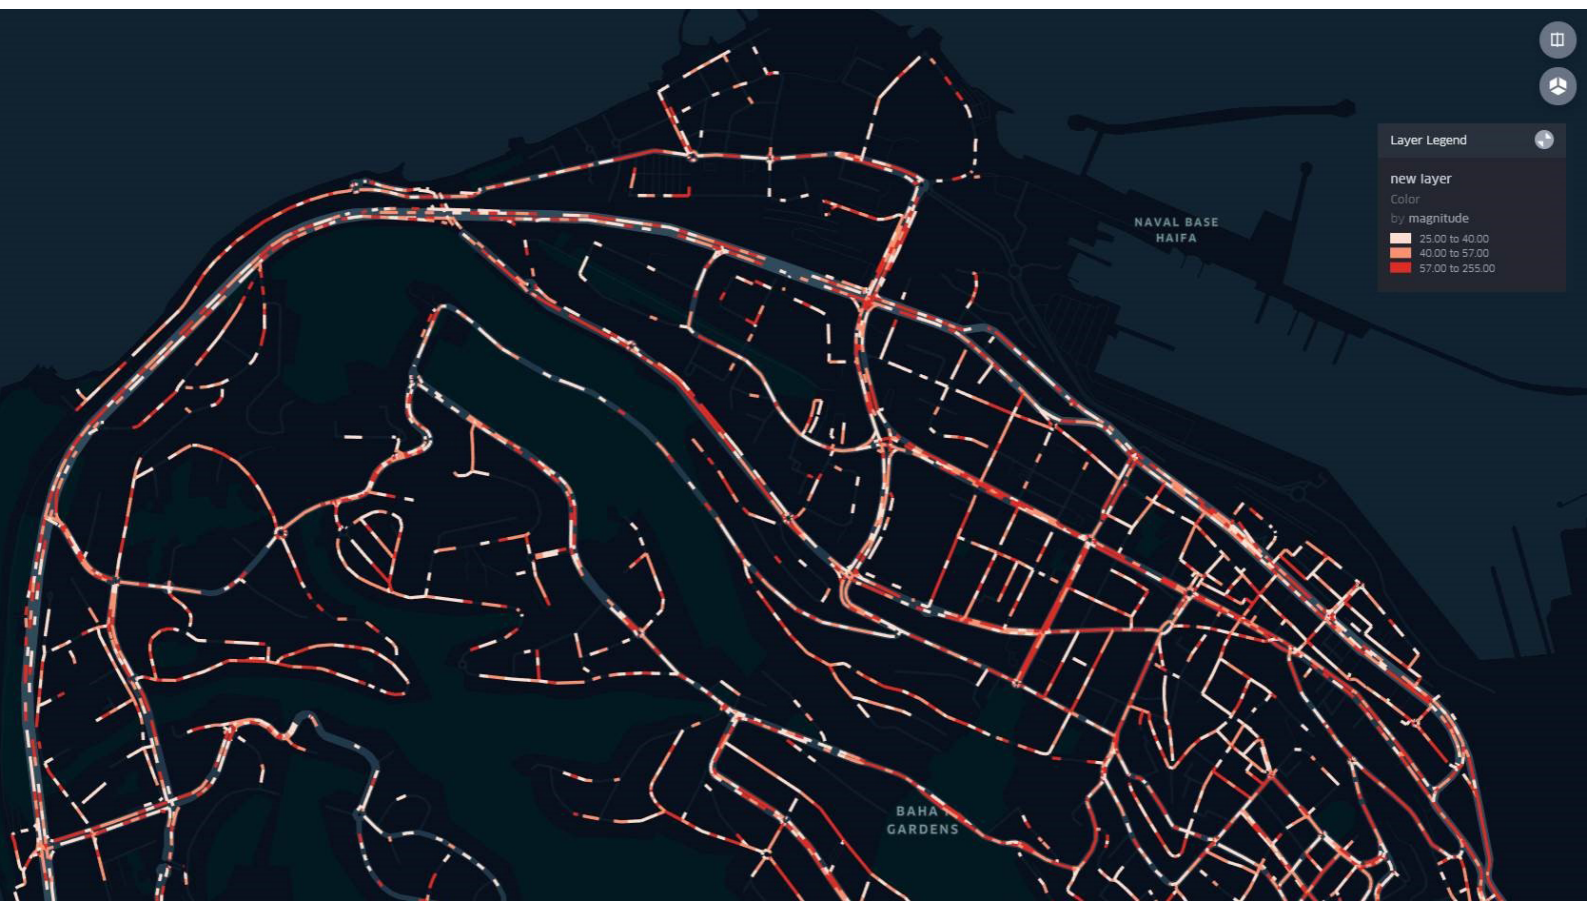 Layer Legend
new layer
Color
by magnitude
25.00 to 40.00
40.00 to 57.00
57.00 to 255.00
NAVAL BASE
HAIFA
BAHA'I
GARDENS